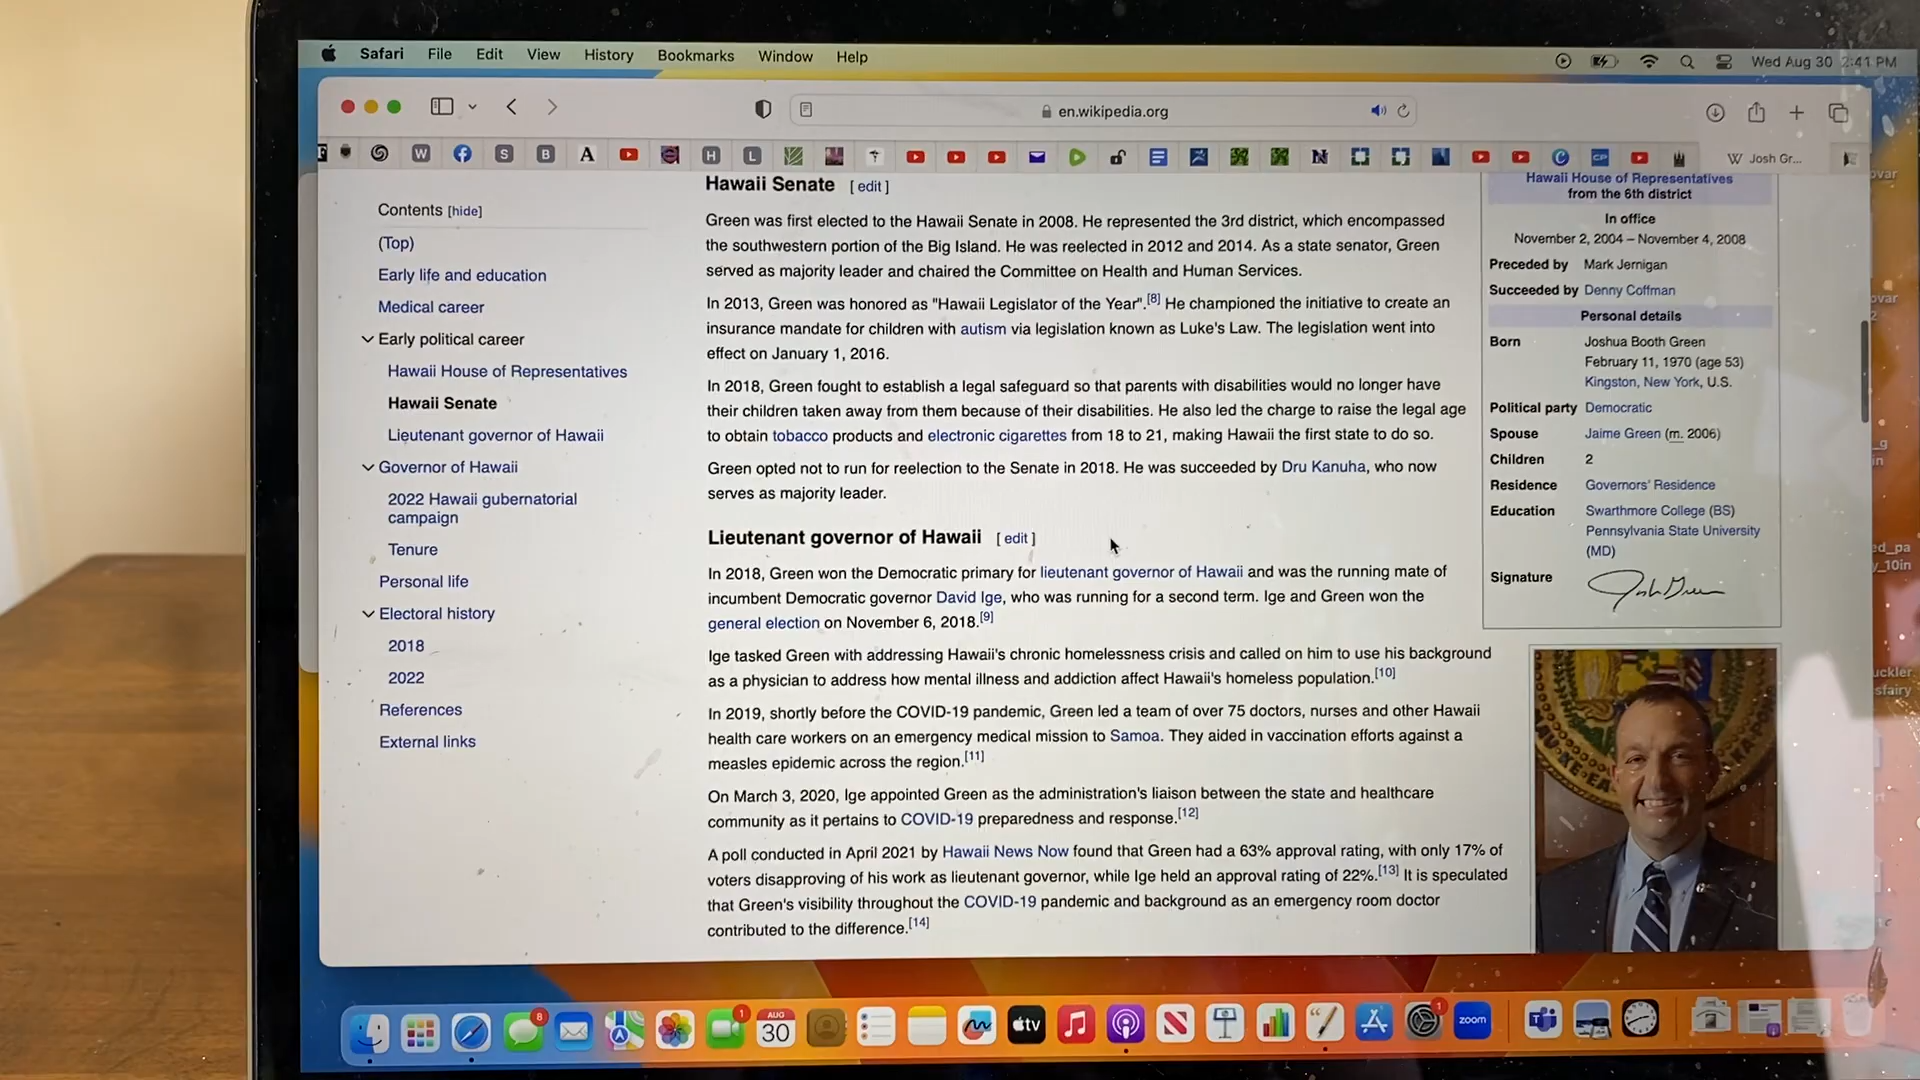 Safari File Edit View History Bookmarks Window Help
Wed Aug 30 2:41 PM
en.wikipedia.org
W
S
B
A
H
L
N
CP
W Josh Gr...
Contents [hide]
(Top)
Early life and education
Medical career
Early political career
Hawaii House of Representatives
Hawaii Senate
Lieutenant governor of Hawaii
Governor of Hawaii
2022 Hawaii gubernatorial
campaign
Tenure
Personal life
Electoral history
2018
2022
References
External links
Hawaii Senate [ edit ]
Green was first elected to the Hawaii Senate in 2008. He represented the 3rd district, which encompassed
the southwestern portion of the Big Island. He was reelected in 2012 and 2014. As a state senator, Green
served as majority leader and chaired the Committee on Health and Human Services.
In 2013, Green was honored as "Hawaii Legislator of the Year".[8] He championed the initiative to create an
insurance mandate for children with autism via legislation known as Luke's Law. The legislation went into
effect on January 1, 2016.
In 2018, Green fought to establish a legal safeguard so that parents with disabilities would no longer have
their children taken away from them because of their disabilities. He also led the charge to raise the legal age
to obtain tobacco products and electronic cigarettes from 18 to 21, making Hawaii the first state to do so.
Green opted not to run for reelection to the Senate in 2018. He was succeeded by Dru Kanuha, who now
serves as majority leader.
Lieutenant governor of Hawaii [ edit ]
In 2018, Green won the Democratic primary for lieutenant governor of Hawaii and was the running mate of
incumbent Democratic governor David Ige, who was running for a second term. Ige and Green won the
general election on November 6, 2018.[9]
Ige tasked Green with addressing Hawaii's chronic homelessness crisis and called on him to use his background
as a physician to address how mental illness and addiction affect Hawaii's homeless population.[10]
In 2019, shortly before the COVID-19 pandemic, Green led a team of over 75 doctors, nurses and other Hawaii
health care workers on an emergency medical mission to Samoa. They aided in vaccination efforts against a
measles epidemic across the region.[11]
On March 3, 2020, Ige appointed Green as the administration's liaison between the state and healthcare
community as it pertains to COVID-19 preparedness and response.[12]
A poll conducted in April 2021 by Hawaii News Now found that Green had a 63% approval rating, with only 17% of
voters disapproving of his work as lieutenant governor, while Ige held an approval rating of 22%.[13] It is speculated
that Green's visibility throughout the COVID-19 pandemic and background as an emergency room doctor
contributed to the difference.[14]
Hawaii House of Representatives
from the 6th district
In office
November 2, 2004 – November 4, 2008
Preceded by Mark Jernigan
Succeeded by Denny Coffman
Personal details
Born Joshua Booth Green
February 11, 1970 (age 53)
Kingston, New York, U.S.
Political party Democratic
Spouse Jaime Green (m. 2006)
Children 2
Residence Governors' Residence
Education Swarthmore College (BS)
Pennsylvania State University
(MD)
Signature Josh Green
8
1
AUG
30
tv
1
zoom